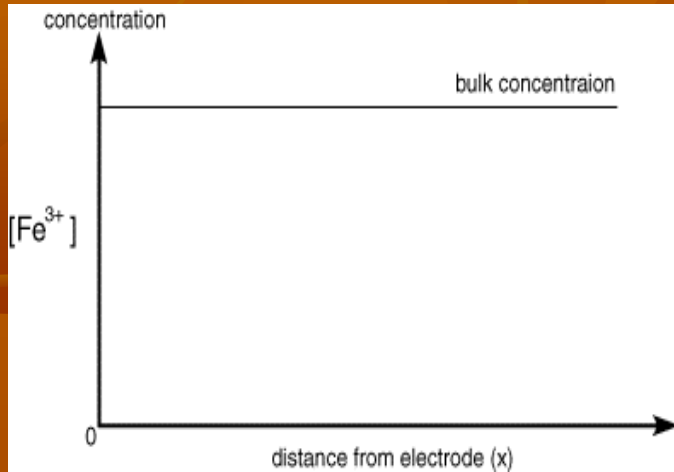 concentration
bulk concentraion
[Fe³⁺]
0
distance from electrode (x)